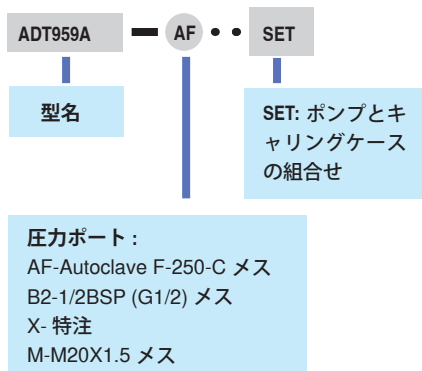 ADT959A — AF • • SET
型名
SET: ポンプとキ
ャリングケース
の組合せ
圧力ポート :
AF-Autoclave F-250-C メス
B2-1/2BSP (G1/2) メス
X- 特注
M-M20X1.5 メス